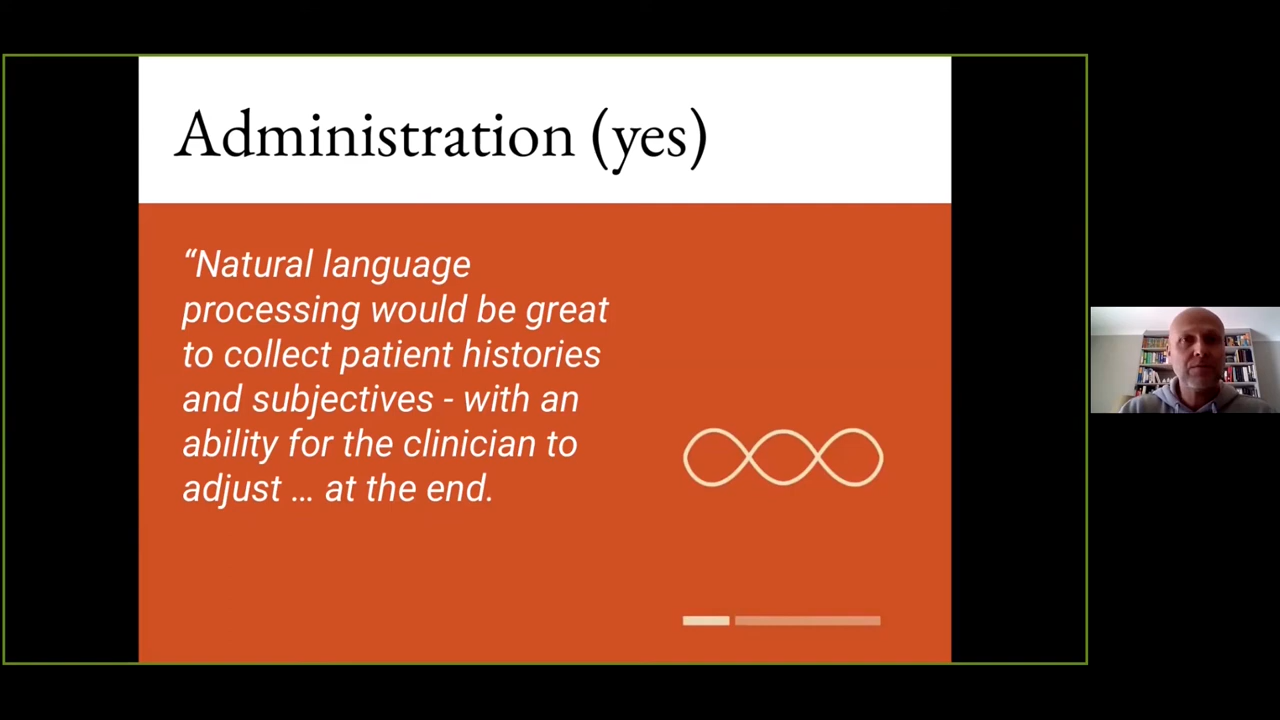 Administration (yes)
“Natural language
processing would be great
to collect patient histories
and subjectives - with an
ability for the clinician to
adjust ... at the end.